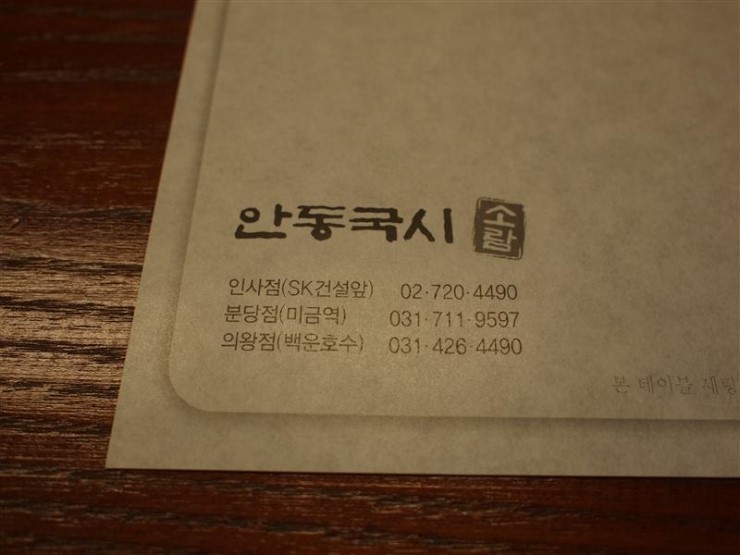 안동국시 소람
인사점(SK건설앞) 02·720·4490
분당점(미금역) 031·711·9597
의왕점(백운호수) 031·426·4490
본 테이블 세팅